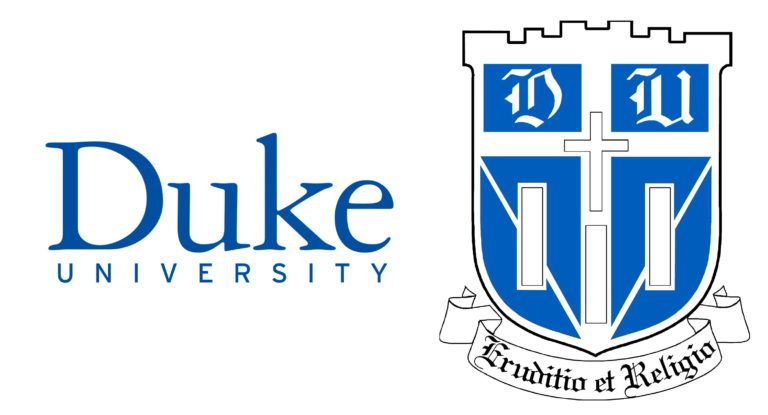 Duke
UNIVERSITY
D U
Eruditio et Religio